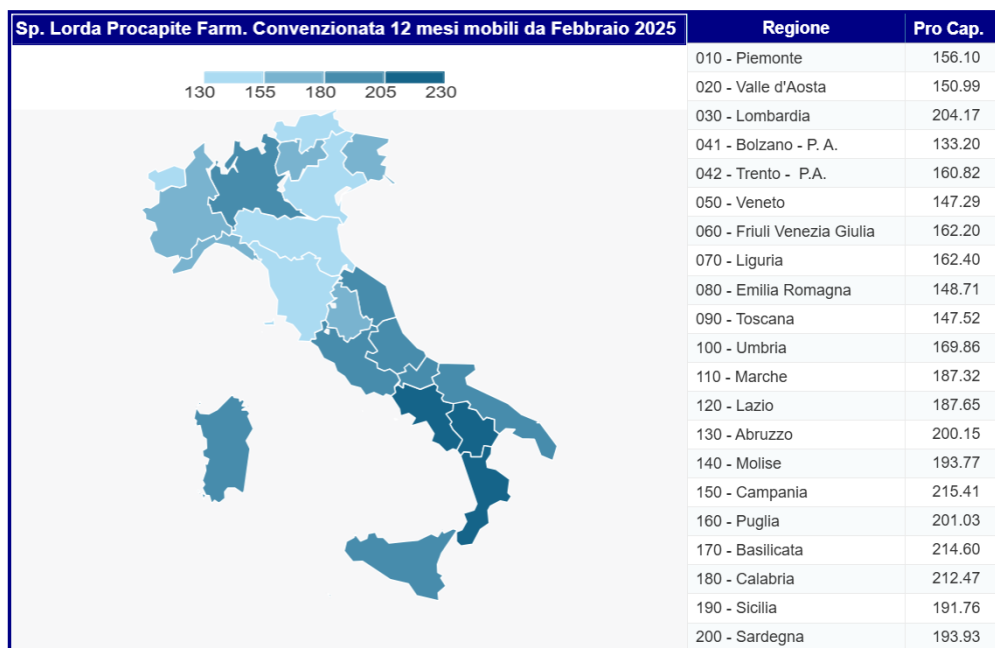 Sp. Lorda Procapite Farm. Convenzionata 12 mesi mobili da Febbraio 2025
130 155 180 205 230
Regione Pro Cap.
010 - Piemonte 156.10
020 - Valle d'Aosta 150.99
030 - Lombardia 204.17
041 - Bolzano - P. A. 133.20
042 - Trento -  P.A. 160.82
050 - Veneto 147.29
060 - Friuli Venezia Giulia 162.20
070 - Liguria 162.40
080 - Emilia Romagna 148.71
090 - Toscana 147.52
100 - Umbria 169.86
110 - Marche 187.32
120 - Lazio 187.65
130 - Abruzzo 200.15
140 - Molise 193.77
150 - Campania 215.41
160 - Puglia 201.03
170 - Basilicata 214.60
180 - Calabria 212.47
190 - Sicilia 191.76
200 - Sardegna 193.93